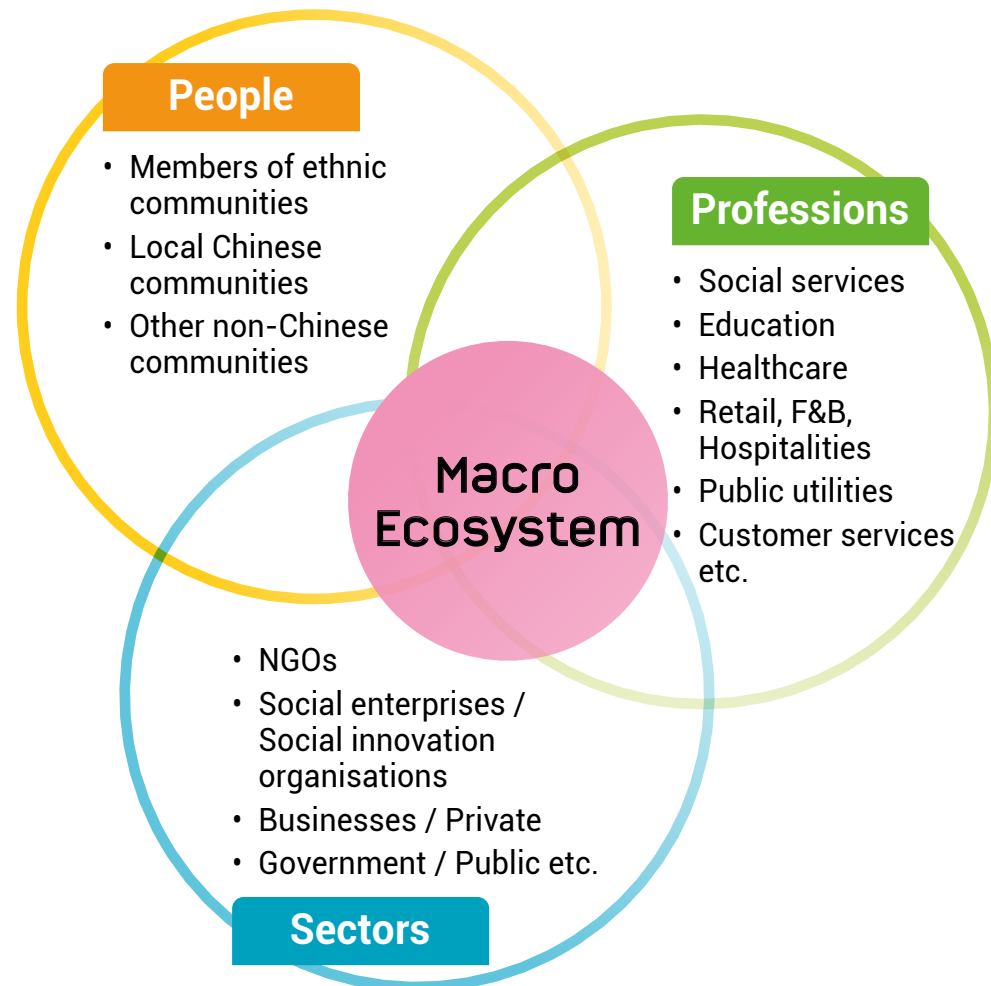 People
• Members of ethnic
communities
• Local Chinese
communities
• Other non-Chinese
communities
Professions
• Social services
• Education
• Healthcare
• Retail, F&B,
Hospitalities
• Public utilities
• Customer services
etc.
Macro
Ecosystem
• NGOs
• Social enterprises /
Social innovation
organisations
• Businesses / Private
• Government / Public etc.
Sectors